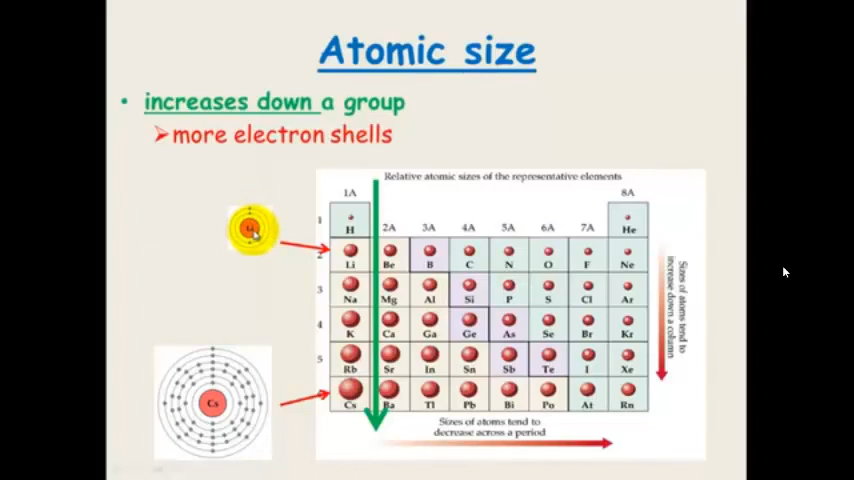 Atomic size
• increases down a group
➢more electron shells
Relative atomic sizes of the representative elements
1A 8A
2A 3A 4A 5A 6A 7A
1 H He
2 Li Be B C N O F Ne
3 Na Mg Al Si P S Cl Ar
4 K Ca Ga Ge As Se Br Kr
5 Rb Sr In Sn Sb Te I Xe
Cs Ba Tl Pb Bi Po At Rn
Sizes of atoms tend to
decrease across a period
Sizes of atoms tend to
increase down a column
Li
Cs